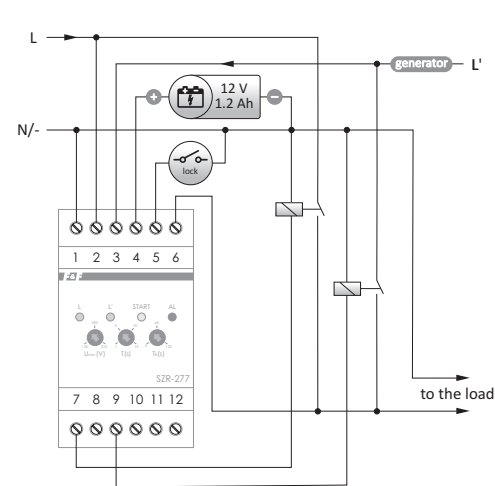 L
generator L'
+ 12 V −
1.2 Ah
N/-
lock
1 2 3 4 5 6
F&F
L L' START AL
Uₘᵢₙ(V) T(s)
SZR-277
to the load
7 8 9 10 11 12